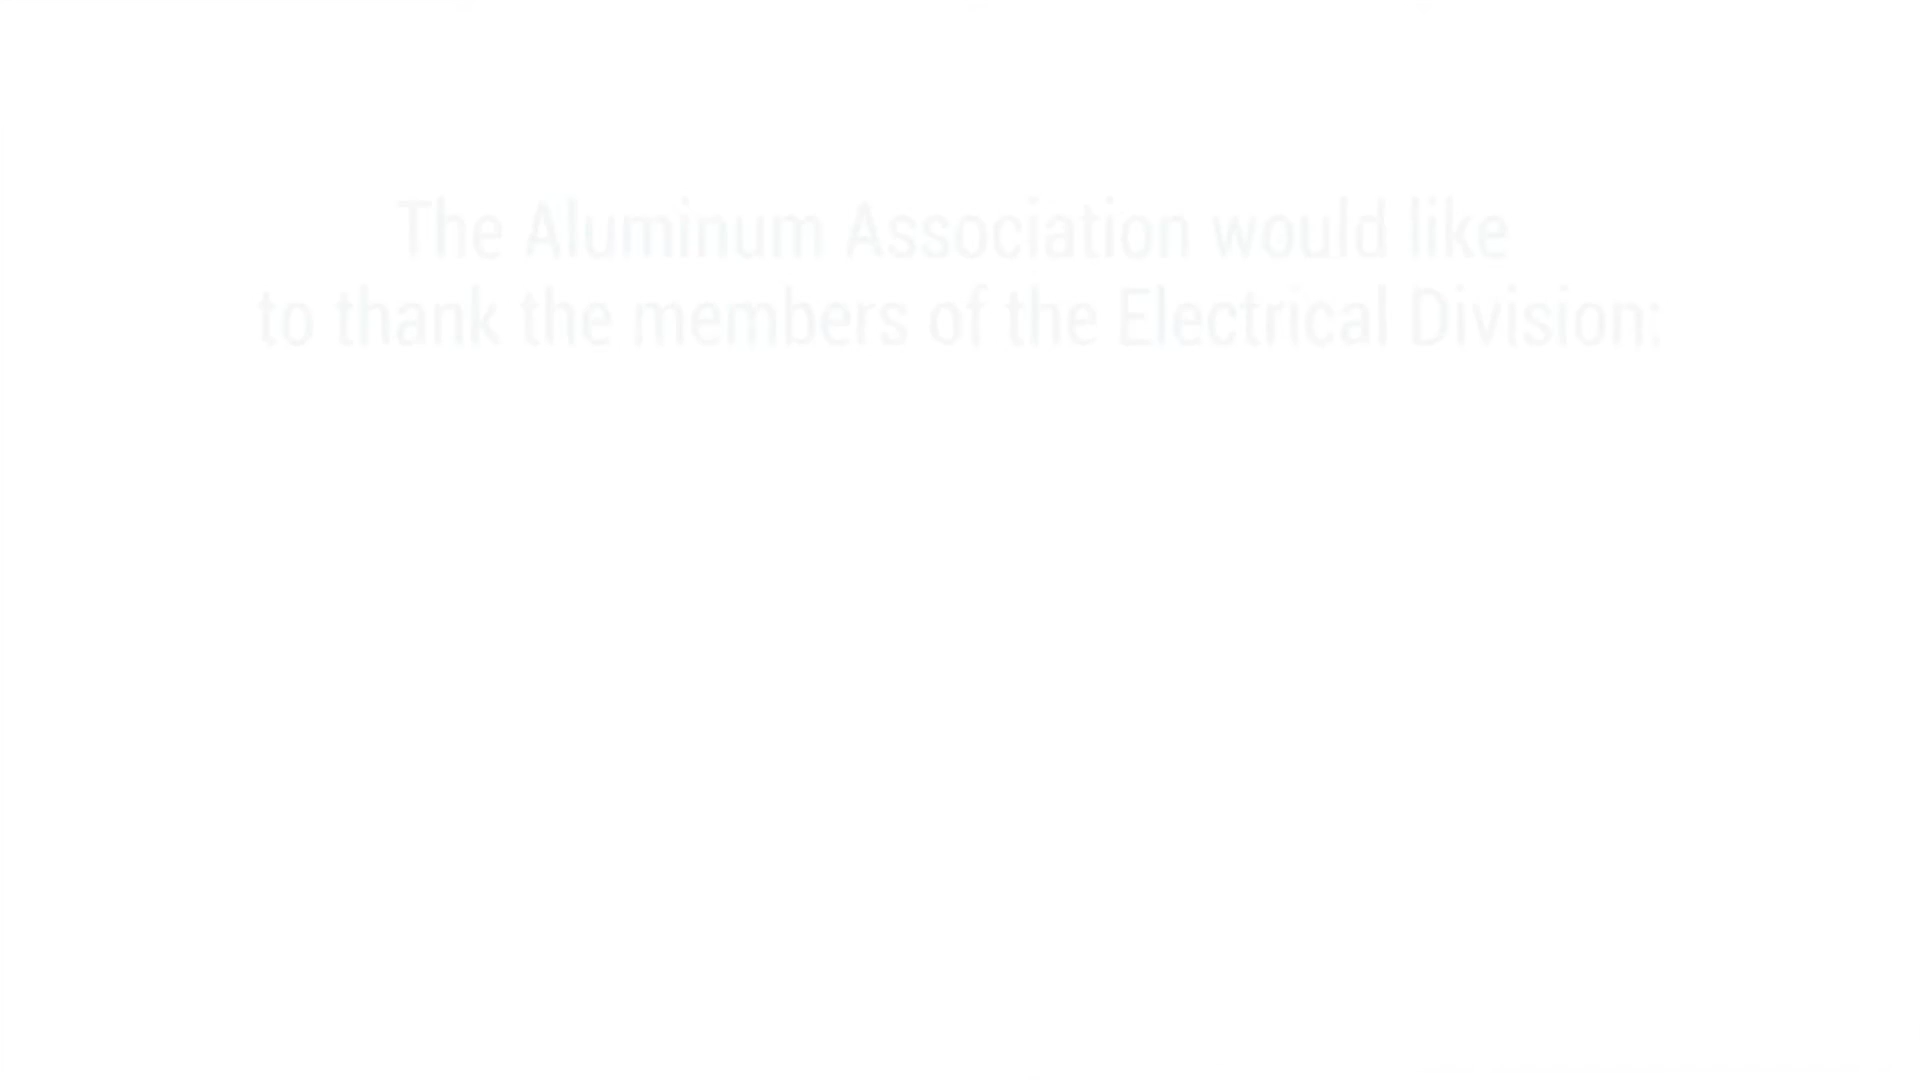 The Aluminum Association would like
to thank the members of the Electrical Division: